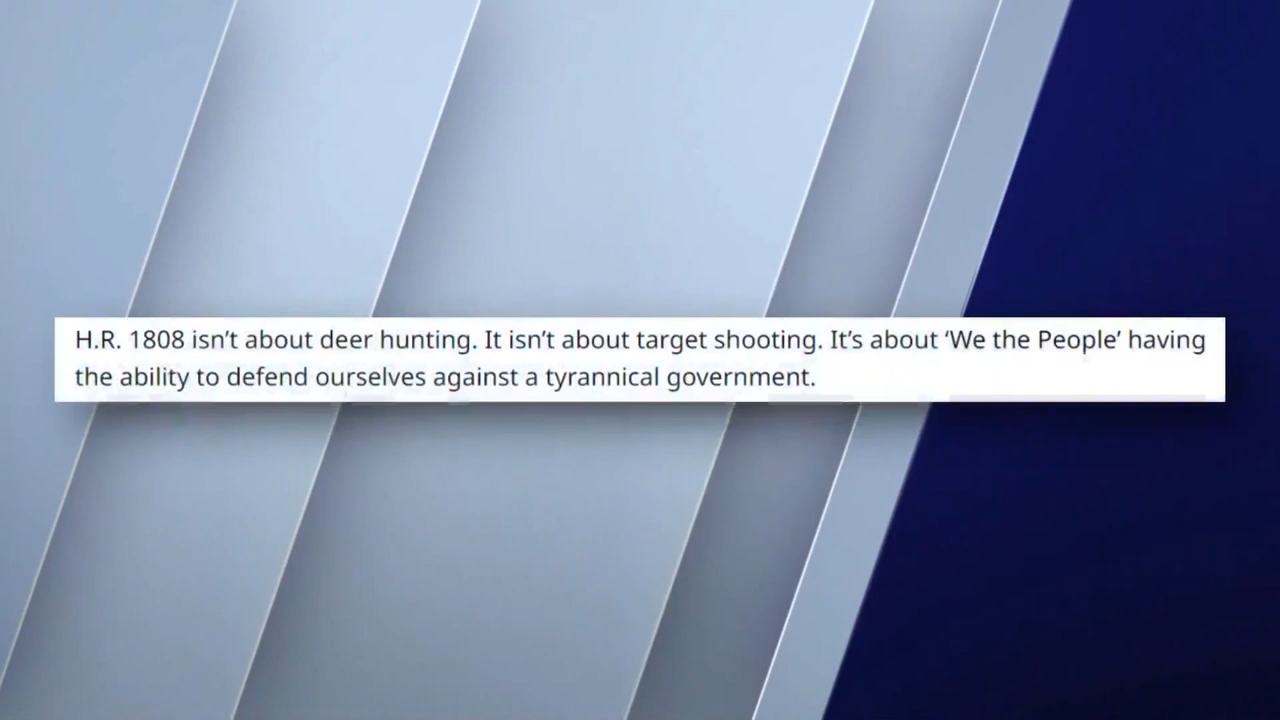 H.R. 1808 isn’t about deer hunting. It isn’t about target shooting. It’s about ‘We the People’ having
the ability to defend ourselves against a tyrannical government.